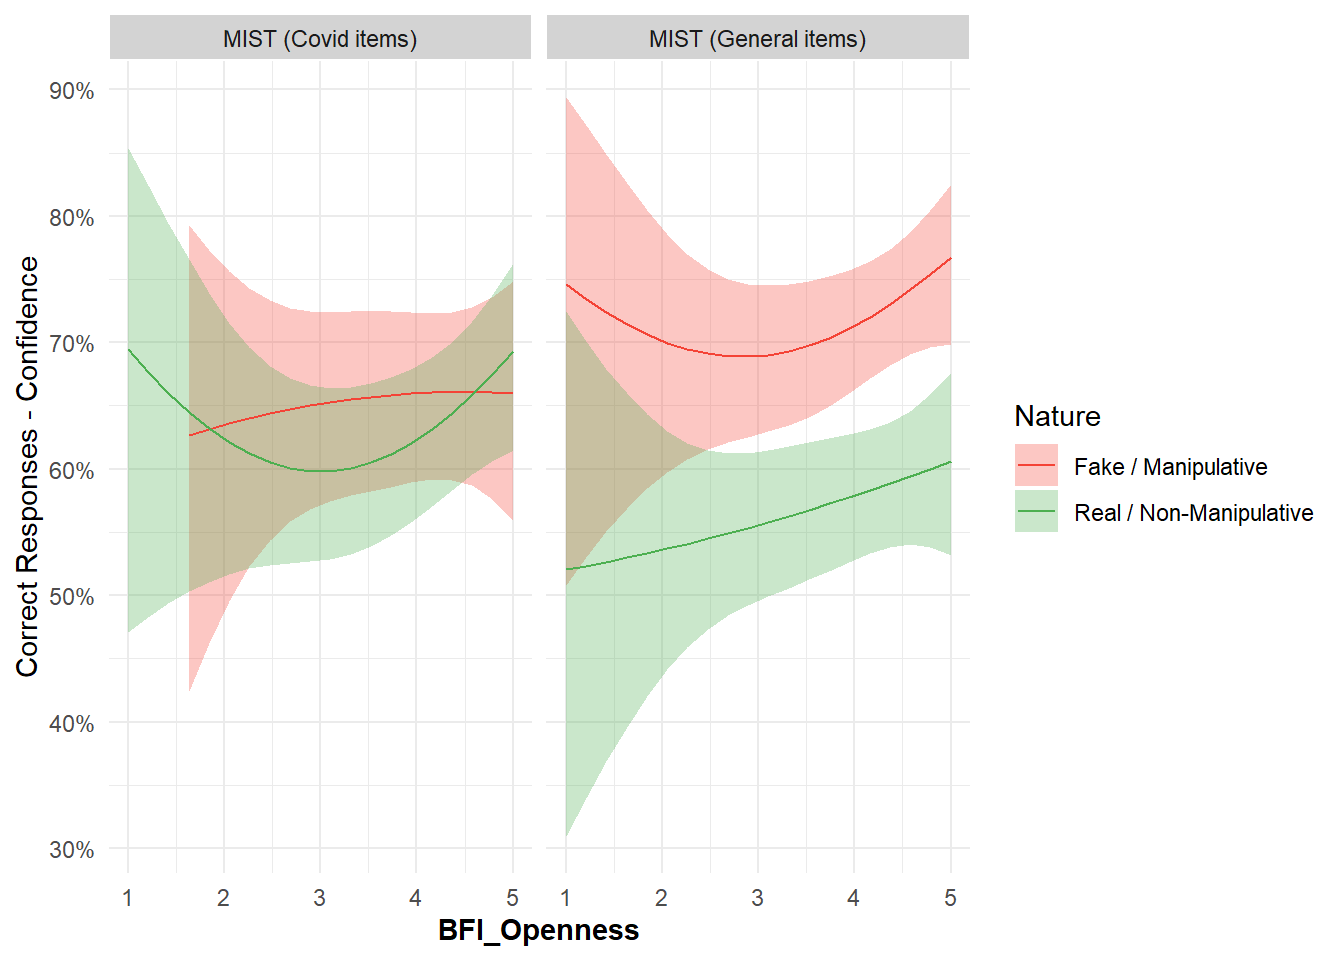 MIST (Covid items)
MIST (General items)
90%
80%
70%
60%
50%
40%
30%
Correct Responses - Confidence
1 2 3 4 5
1 2 3 4 5
BFI_Openness
Nature
Fake / Manipulative
Real / Non-Manipulative